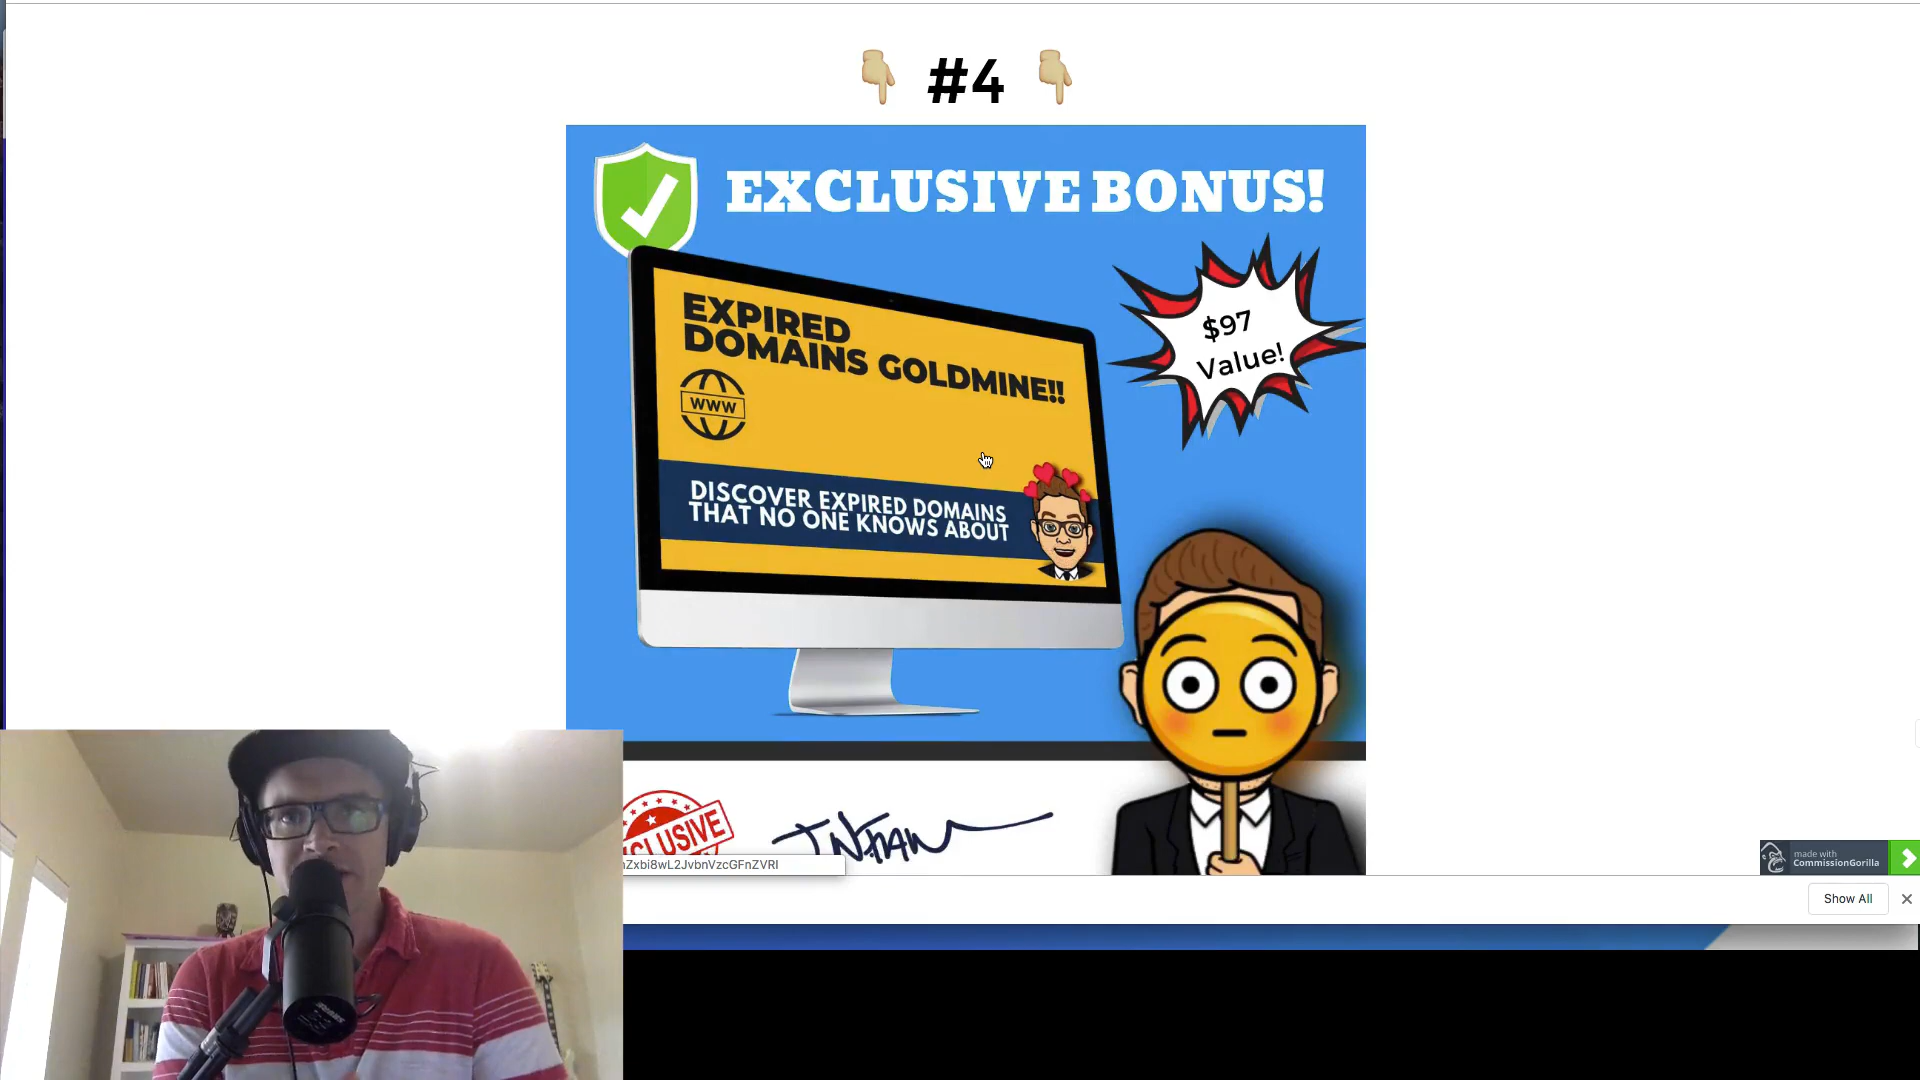 #4
EXCLUSIVE BONUS!
EXPIRED
DOMAINS GOLDMINE!!
WWW
$97
Value!
DISCOVER EXPIRED DOMAINS
THAT NO ONE KNOWS ABOUT
nZxbi8wL2JvbnVzcGFnZVRI
made with
CommissionGorilla
Show All